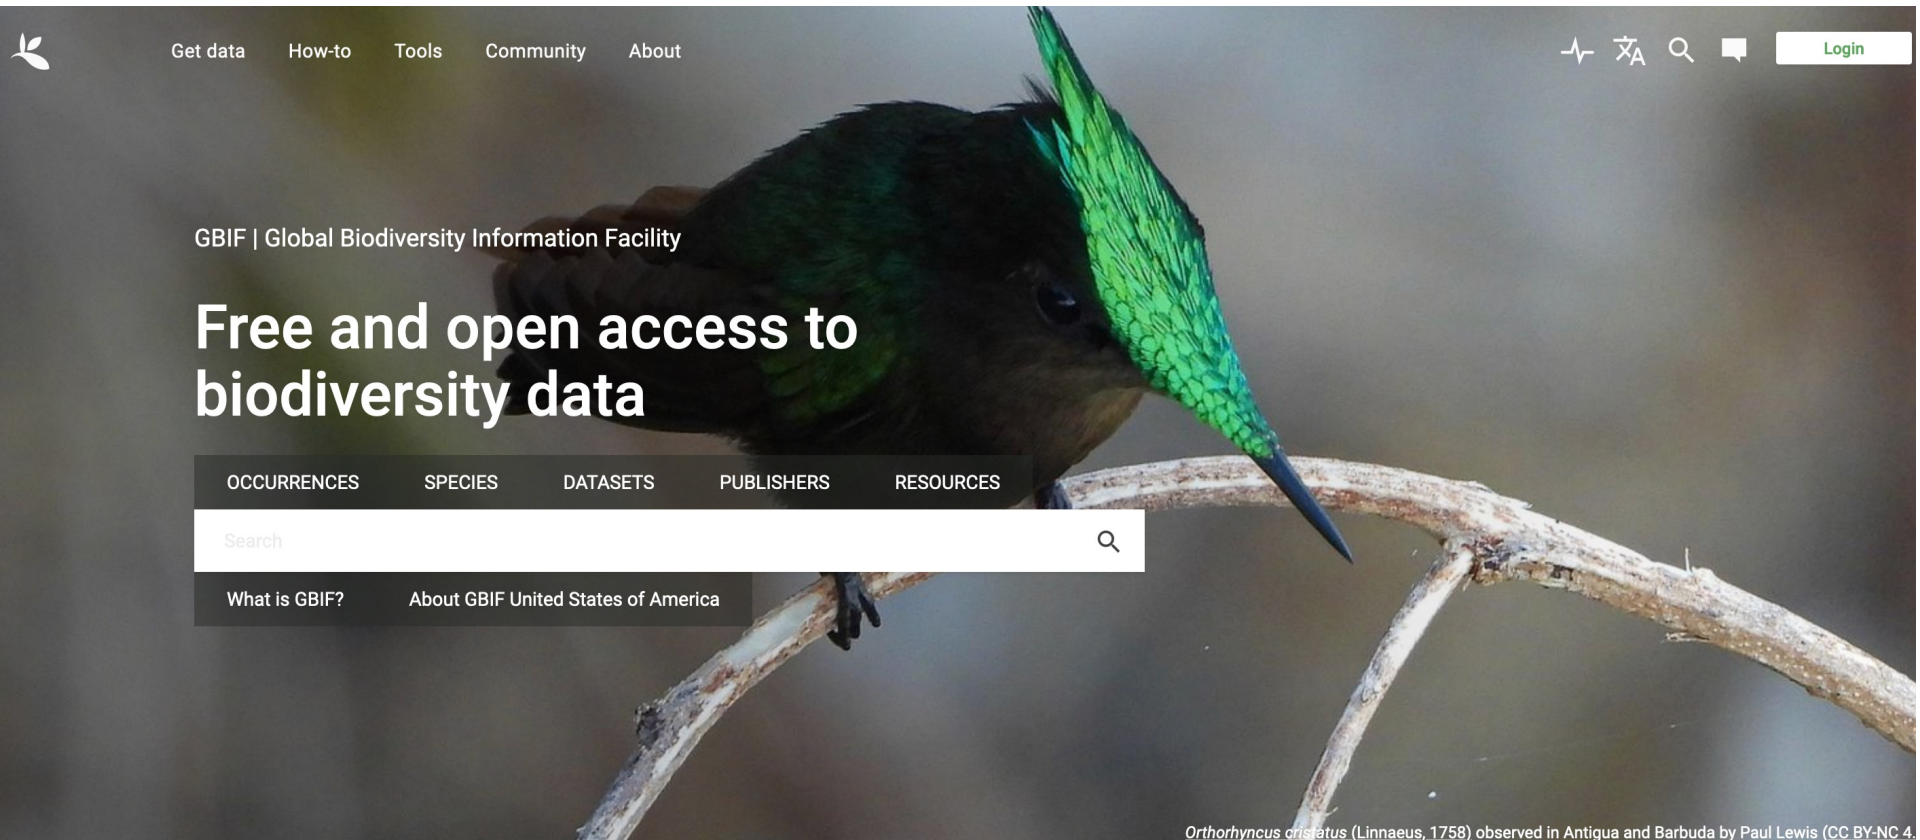 Get data How-to Tools Community About
Login
GBIF | Global Biodiversity Information Facility
Free and open access to
biodiversity data
OCCURRENCES SPECIES DATASETS PUBLISHERS RESOURCES
Search
What is GBIF? About GBIF United States of America
Orthorhyncus cristatus (Linnaeus, 1758) observed in Antigua and Barbuda by Paul Lewis (CC BY-NC 4.